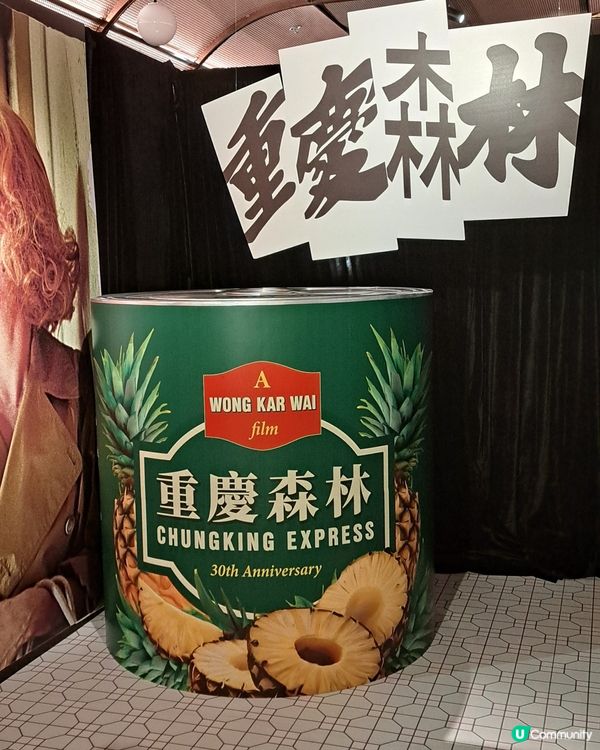 重慶森林
A
WONG KAR WAI
film
重慶森林
CHUNGKING EXPRESS
30th Anniversary
U Community